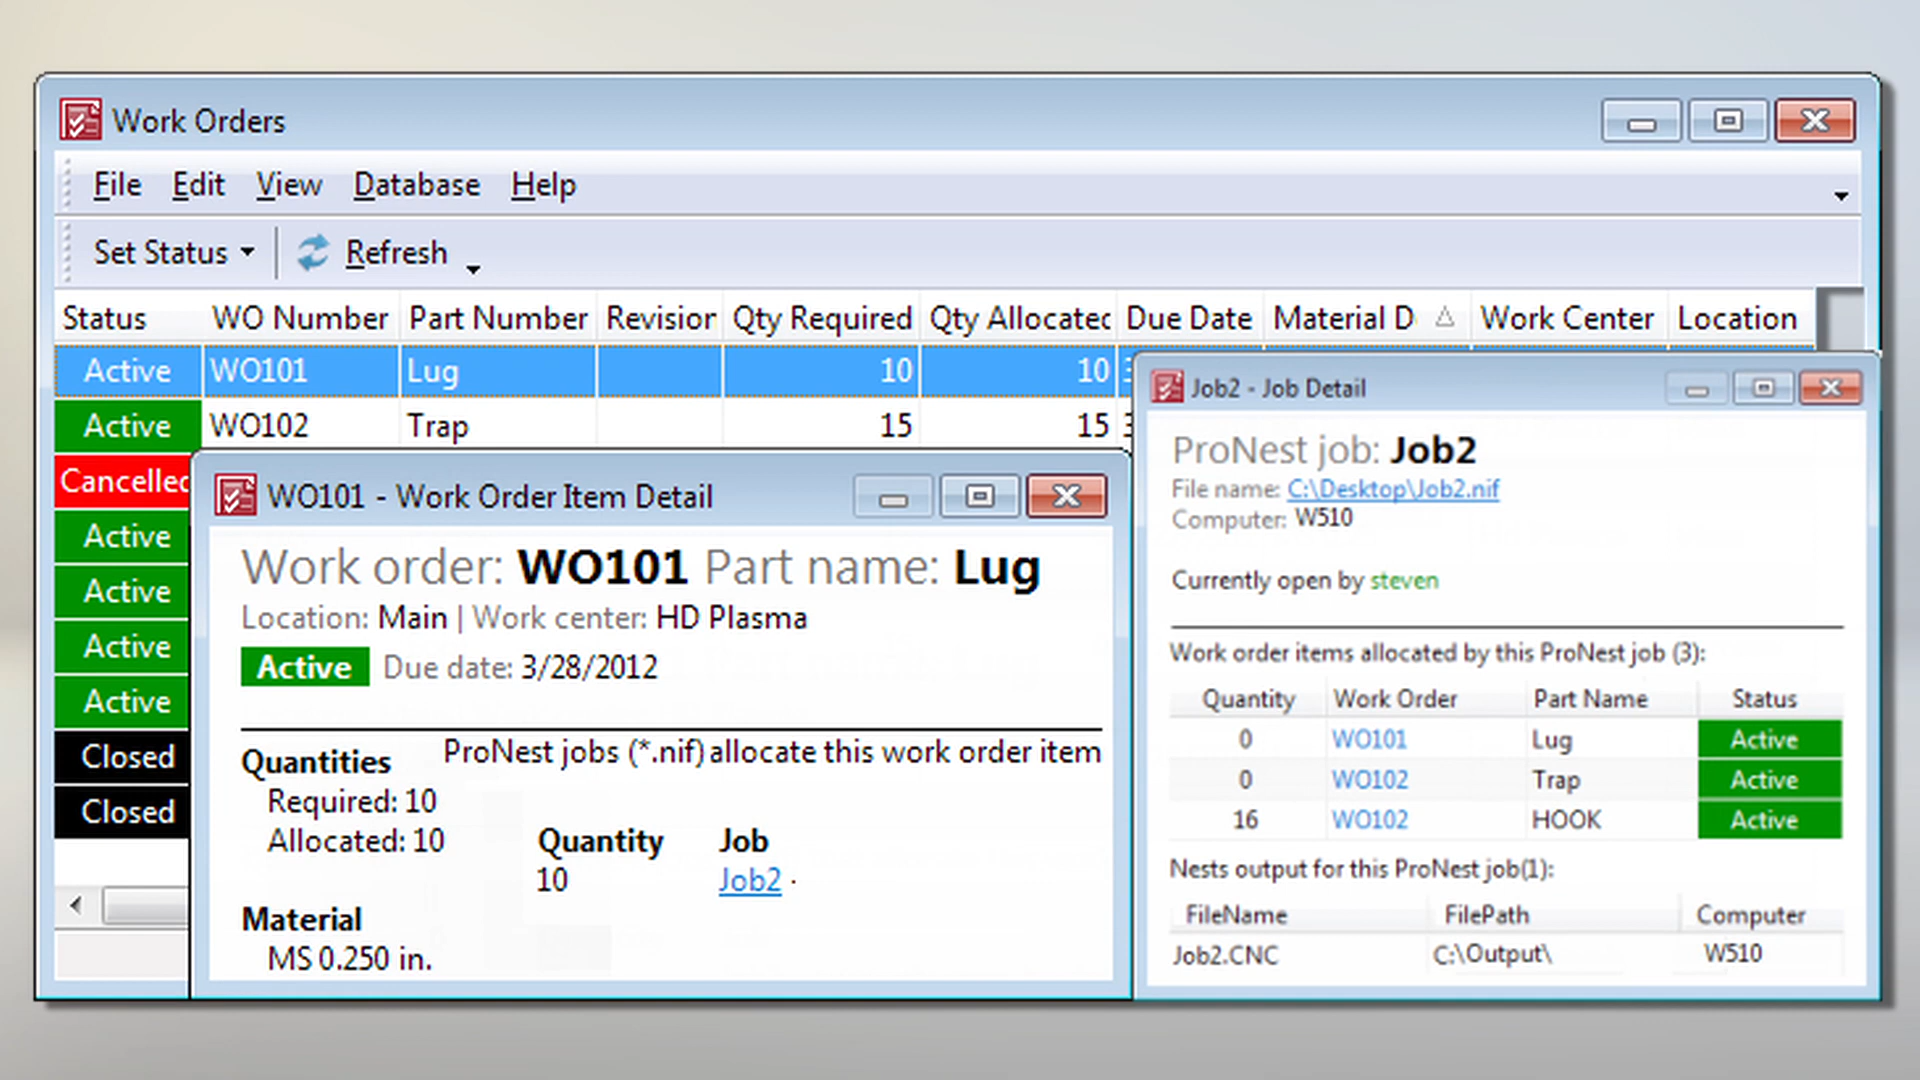 Work Orders
File Edit View Database Help
Set Status Refresh
Status WO Number Part Number Revision Qty Required Qty Allocated Due Date Material D Work Center Location
Active WO101 Lug 10 10 3
Active WO102 Trap 15 15 3
Cancelled
Active
Active
Active
Active
Closed
Closed
WO101 - Work Order Item Detail
Work order: WO101 Part name: Lug
Location: Main | Work center: HD Plasma
Active Due date: 3/28/2012
Quantities
Required: 10
Allocated: 10
Material
MS 0.250 in.
ProNest jobs (*.nif) allocate this work order item
Quantity Job
10 Job2
Job2 - Job Detail
ProNest job: Job2
File name: C:\Desktop\Job2.nif
Computer: W510
Currently open by steven
Work order items allocated by this ProNest job (3):
Quantity Work Order Part Name Status
0 WO101 Lug Active
0 WO102 Trap Active
16 WO102 HOOK Active
Nests output for this ProNest job(1):
FileName FilePath Computer
Job2.CNC C:\Output\ W510